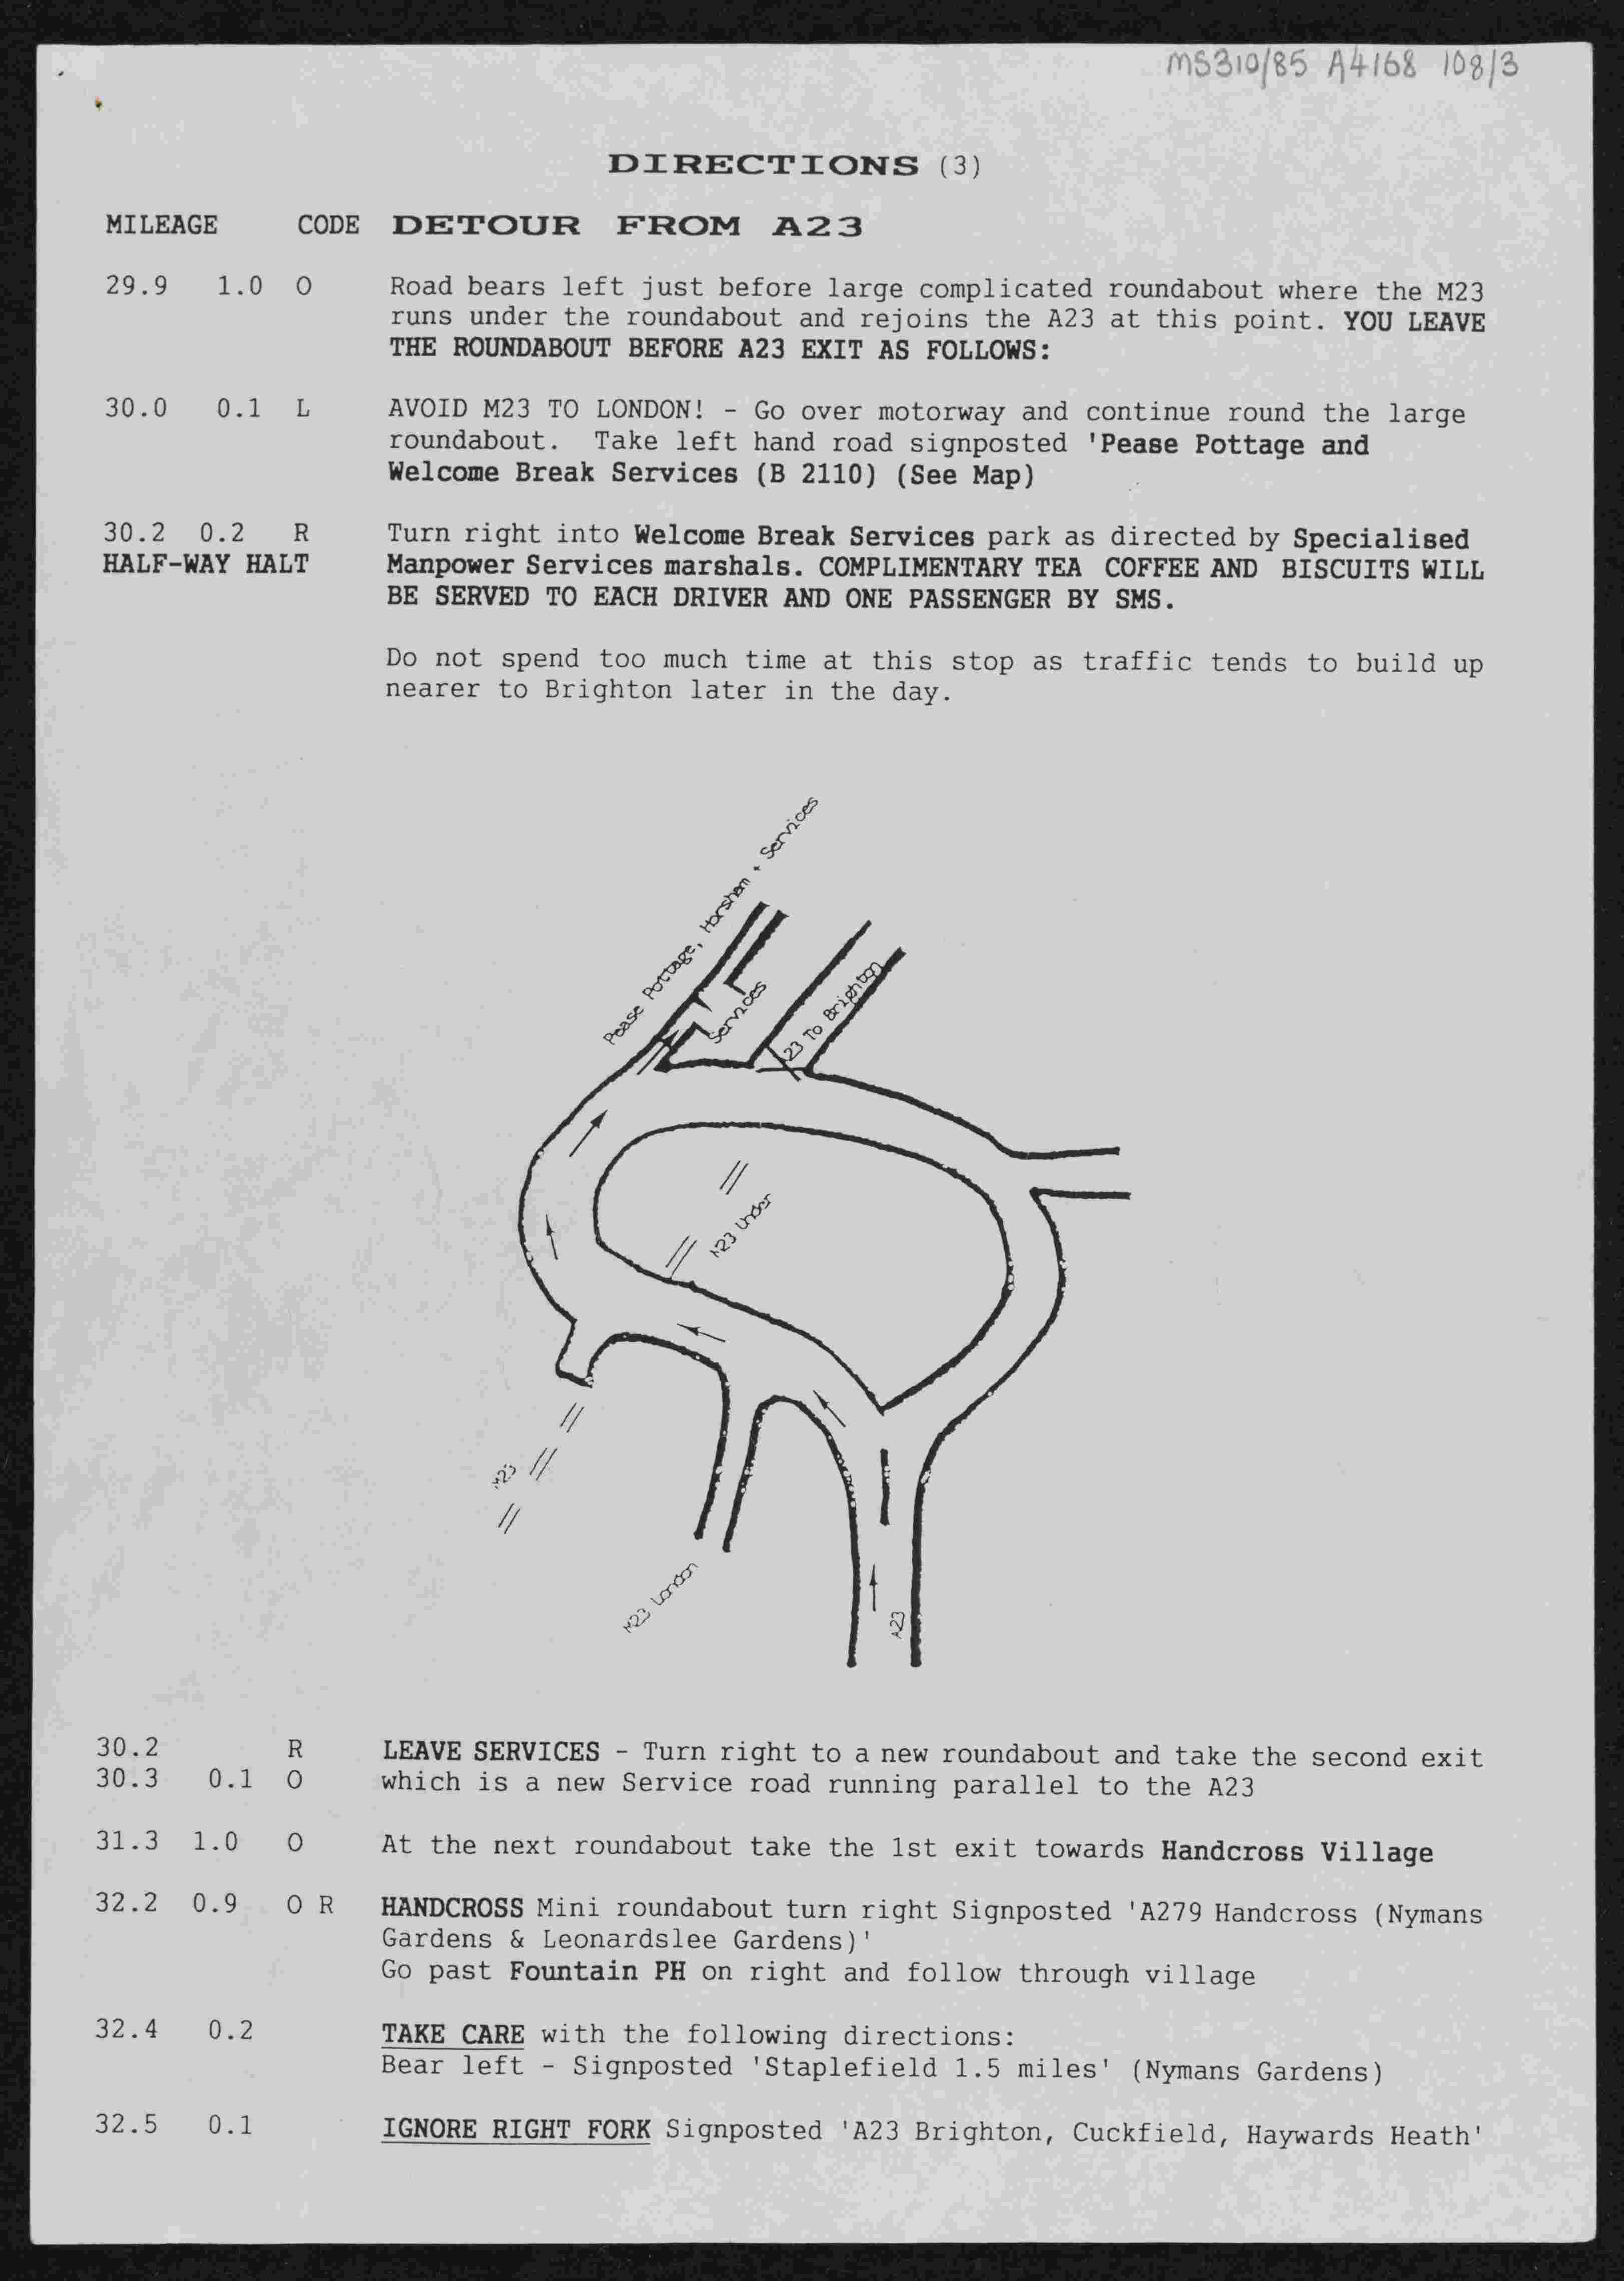 MS310/85 A4168 108/3
DIRECTIONS (3)
MILEAGE CODE DETOUR FROM A23
29.9 1.0 O Road bears left just before large complicated roundabout where the M23
runs under the roundabout and rejoins the A23 at this point. YOU LEAVE
THE ROUNDABOUT BEFORE A23 EXIT AS FOLLOWS:
30.0 0.1 L AVOID M23 TO LONDON! - Go over motorway and continue round the large
roundabout. Take left hand road signposted 'Pease Pottage and
Welcome Break Services (B 2110) (See Map)
30.2 0.2 R Turn right into Welcome Break Services park as directed by Specialised
HALF-WAY HALT Manpower Services marshals. COMPLIMENTARY TEA COFFEE AND BISCUITS WILL
BE SERVED TO EACH DRIVER AND ONE PASSENGER BY SMS.
Do not spend too much time at this stop as traffic tends to build up
nearer to Brighton later in the day.
Pease Pottage, Horsham + Services
Services
A23 To Brighton
M23 Under
M23
M23 London
A23
30.2 R LEAVE SERVICES - Turn right to a new roundabout and take the second exit
30.3 0.1 O which is a new Service road running parallel to the A23
31.3 1.0 O At the next roundabout take the 1st exit towards Handcross Village
32.2 0.9 O R HANDCROSS Mini roundabout turn right Signposted 'A279 Handcross (Nymans
Gardens & Leonardslee Gardens)'
Go past Fountain PH on right and follow through village
32.4 0.2 TAKE CARE with the following directions:
Bear left - Signposted 'Staplefield 1.5 miles' (Nymans Gardens)
32.5 0.1 IGNORE RIGHT FORK Signposted 'A23 Brighton, Cuckfield, Haywards Heath'